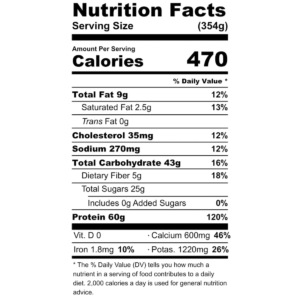 Nutrition Facts
Serving Size (354g)
Amount Per Serving
Calories 470
% Daily Value *
Total Fat 9g 12%
Saturated Fat 2.5g 13%
Trans Fat 0g
Cholesterol 35mg 12%
Sodium 270mg 12%
Total Carbohydrate 43g 16%
Dietary Fiber 5g 18%
Total Sugars 25g
Includes 0g Added Sugars 0%
Protein 60g 120%
Vit. D 0 · Calcium 600mg 46%
Iron 1.8mg 10% · Potas. 1220mg 26%
* The % Daily Value (DV) tells you how much a
nutrient in a serving of food contributes to a daily
diet. 2,000 calories a day is used for general nutrition
advice.